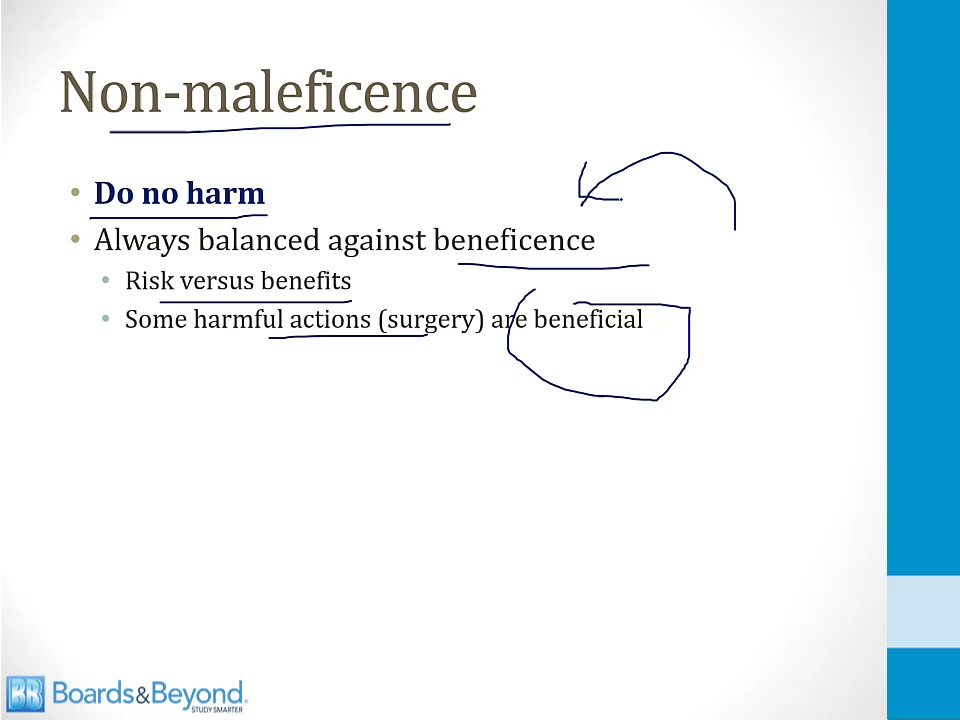 Non-maleficence
• Do no harm
• Always balanced against beneficence
• Risk versus benefits
• Some harmful actions (surgery) are beneficial
BB Boards&Beyond.
STUDY SMARTER